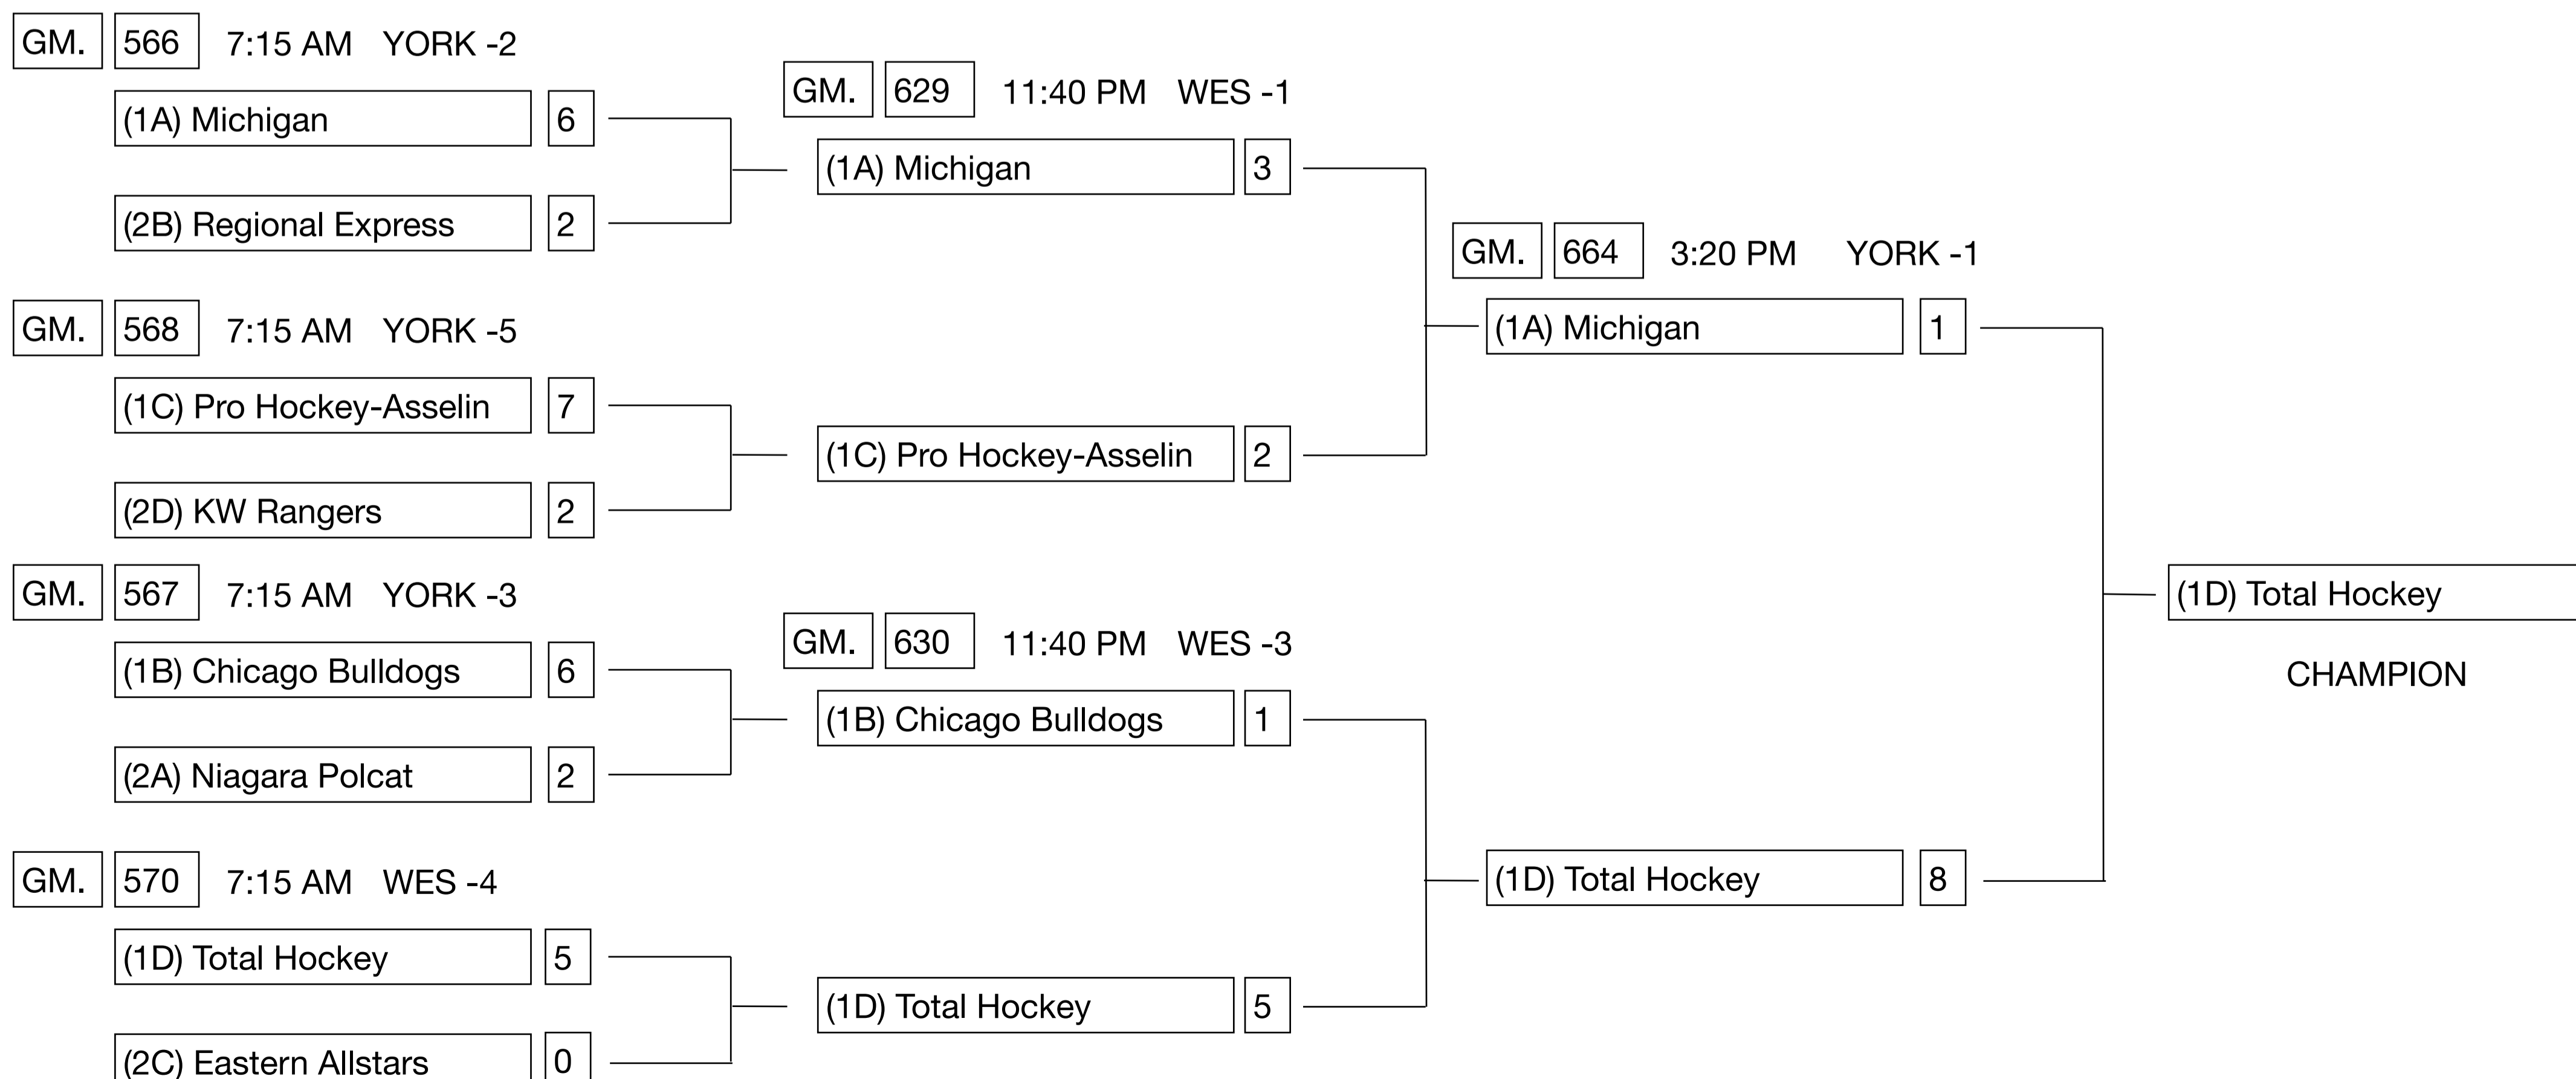 GM. 566 7:15 AM YORK -2
(1A) Michigan 6
(2B) Regional Express 2
GM. 568 7:15 AM YORK -5
(1C) Pro Hockey-Asselin 7
(2D) KW Rangers 2
GM. 567 7:15 AM YORK -3
(1B) Chicago Bulldogs 6
(2A) Niagara Polcat 2
GM. 570 7:15 AM WES -4
(1D) Total Hockey 5
(2C) Eastern Allstars 0
GM. 629 11:40 PM WES -1
(1A) Michigan 3
(1C) Pro Hockey-Asselin 2
GM. 630 11:40 PM WES -3
(1B) Chicago Bulldogs 1
(1D) Total Hockey 5
GM. 664 3:20 PM YORK -1
(1A) Michigan 1
(1D) Total Hockey 8
(1D) Total Hockey
CHAMPION